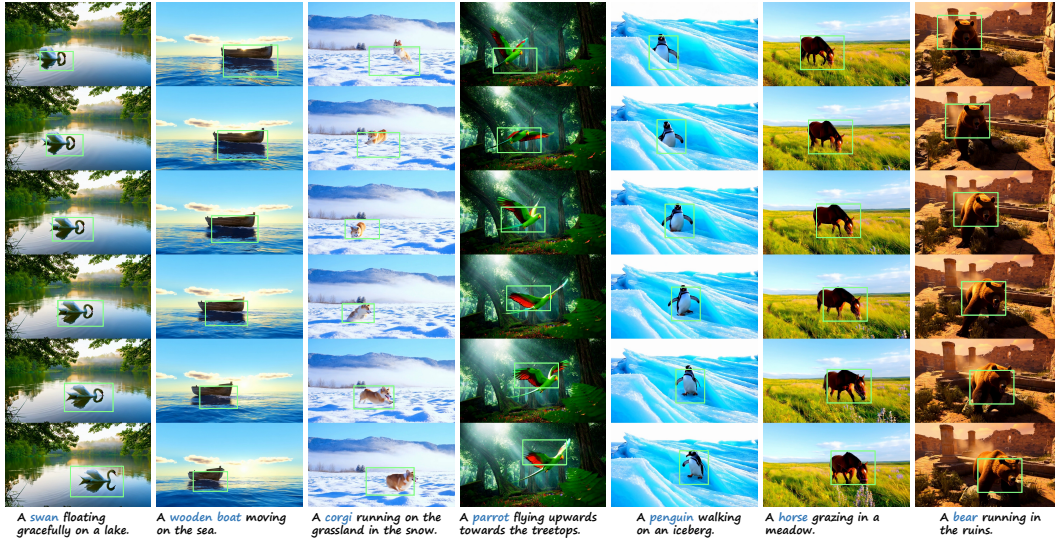 A swan floating
gracefully on a lake.
A wooden boat moving
on the sea.
A corgi running on the
grassland in the snow.
A parrot flying upwards
towards the treetops.
A penguin walking
on an iceberg.
A horse grazing in a
meadow.
A bear running in
the ruins.